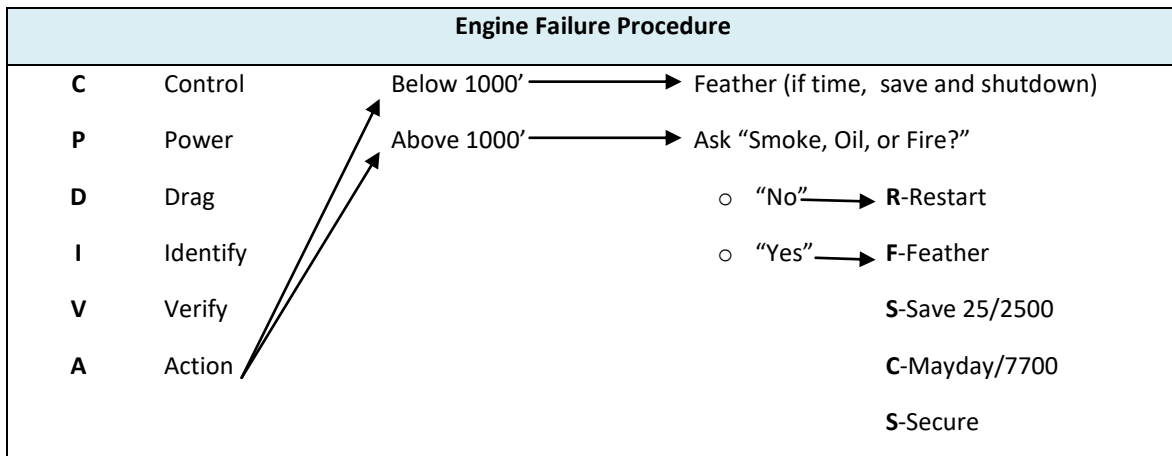 Engine Failure Procedure
C Control Below 1000’ Feather (if time, save and shutdown)
P Power Above 1000’ Ask “Smoke, Oil, or Fire?”
D Drag o “No” R-Restart
I Identify o “Yes” F-Feather
V Verify S-Save 25/2500
A Action C-Mayday/7700
S-Secure